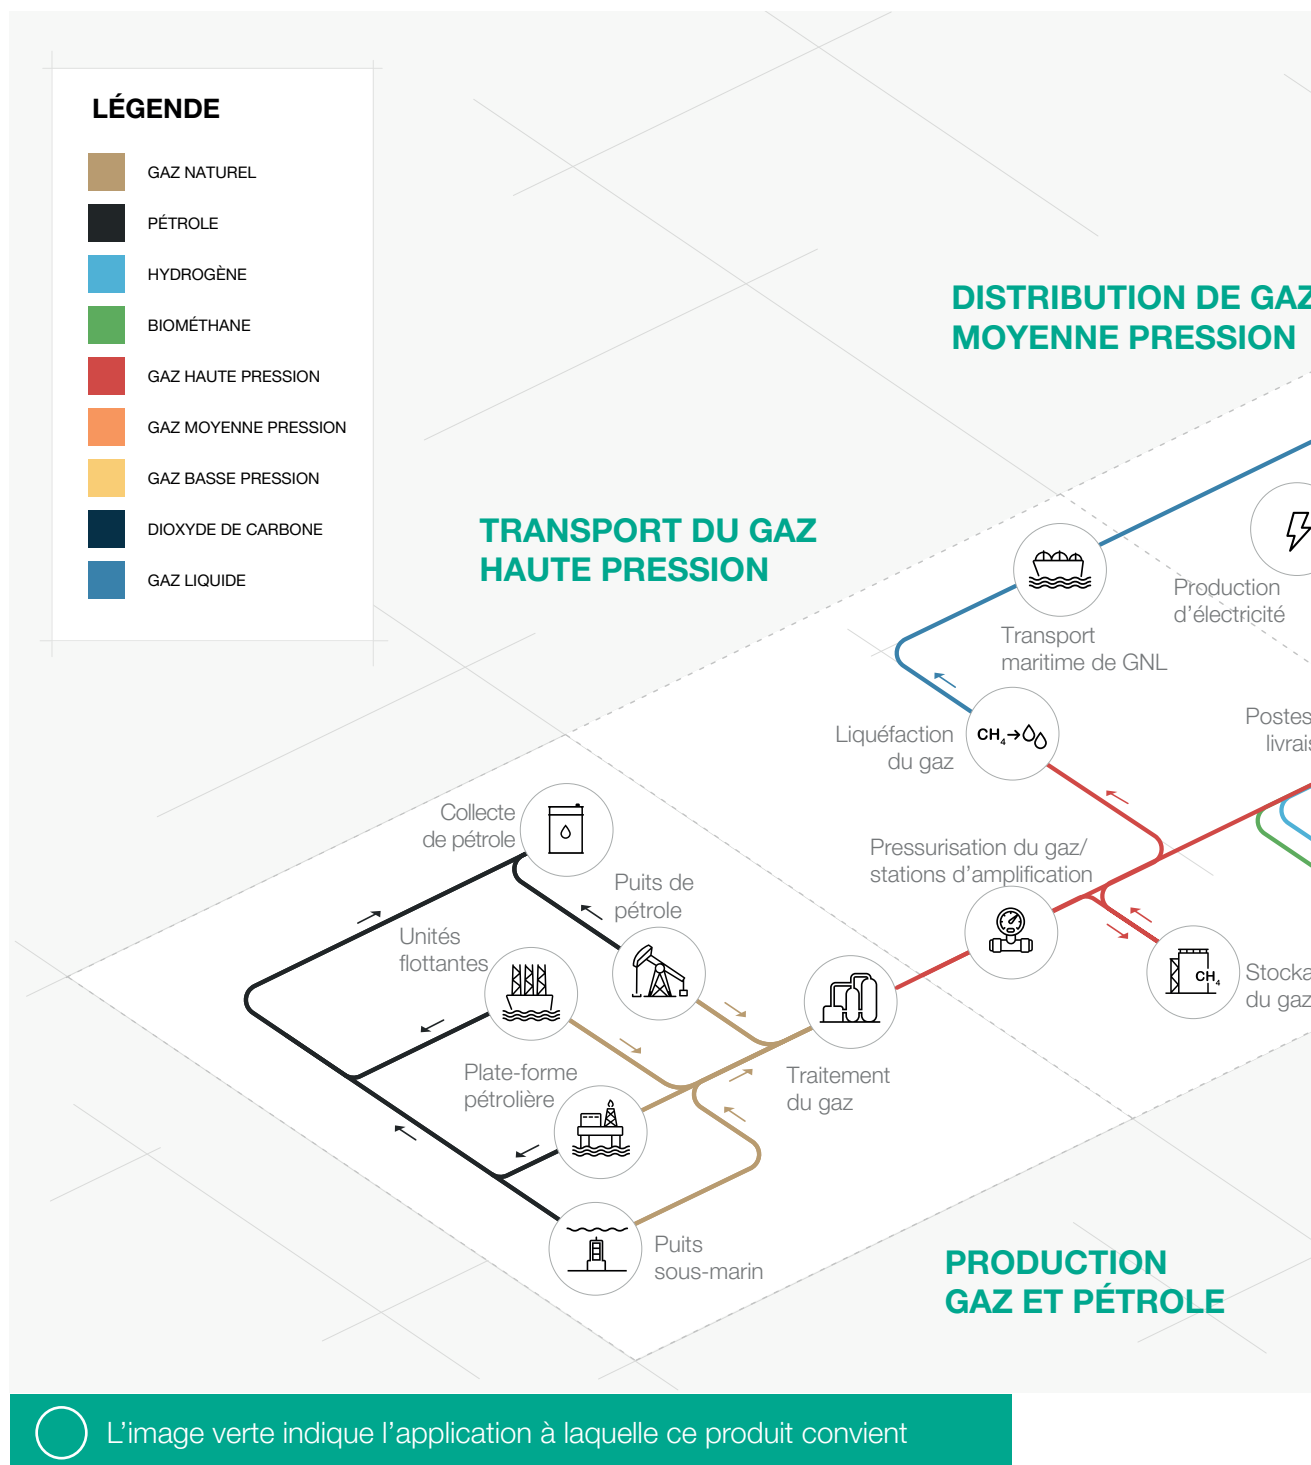 LÉGENDE
GAZ NATUREL
PÉTROLE
HYDROGÈNE
BIOMÉTHANE
GAZ HAUTE PRESSION
GAZ MOYENNE PRESSION
GAZ BASSE PRESSION
DIOXYDE DE CARBONE
GAZ LIQUIDE
DISTRIBUTION DE GAZ
MOYENNE PRESSION
TRANSPORT DU GAZ
HAUTE PRESSION
Production
d’électricité
Transport
maritime de GNL
Postes
Liquéfaction
du gaz
CH₄→
Collecte
de pétrole
Pressurisation du gaz/
stations d’amplification
Puits de
pétrole
Unités
flottantes
CH₄
du gaz
Plate-forme
pétrolière
Traitement
du gaz
Puits
sous-marin
PRODUCTION
GAZ ET PÉTROLE
L’image verte indique l’application à laquelle ce produit convient